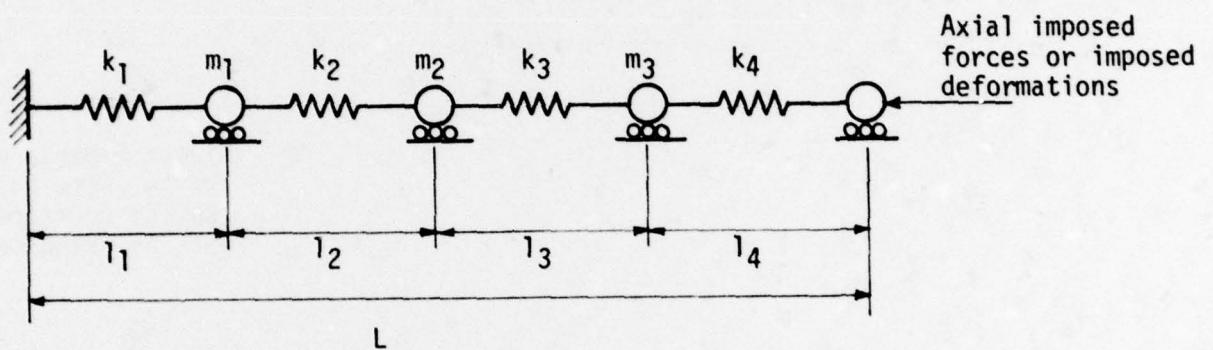 Axial imposed
forces or imposed
deformations
k1 m1 k2 m2 k3 m3 k4
l1 l2 l3 l4
L